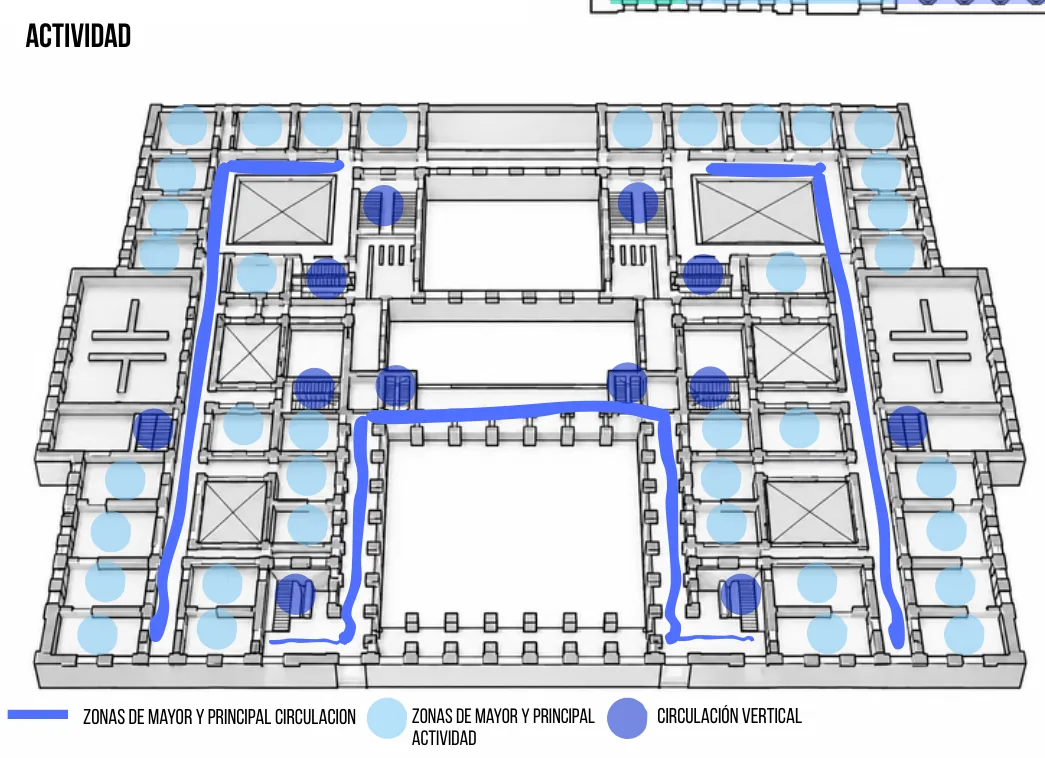 ACTIVIDAD
ZONAS DE MAYOR Y PRINCIPAL CIRCULACION
ZONAS DE MAYOR Y PRINCIPAL
ACTIVIDAD
CIRCULACIÓN VERTICAL